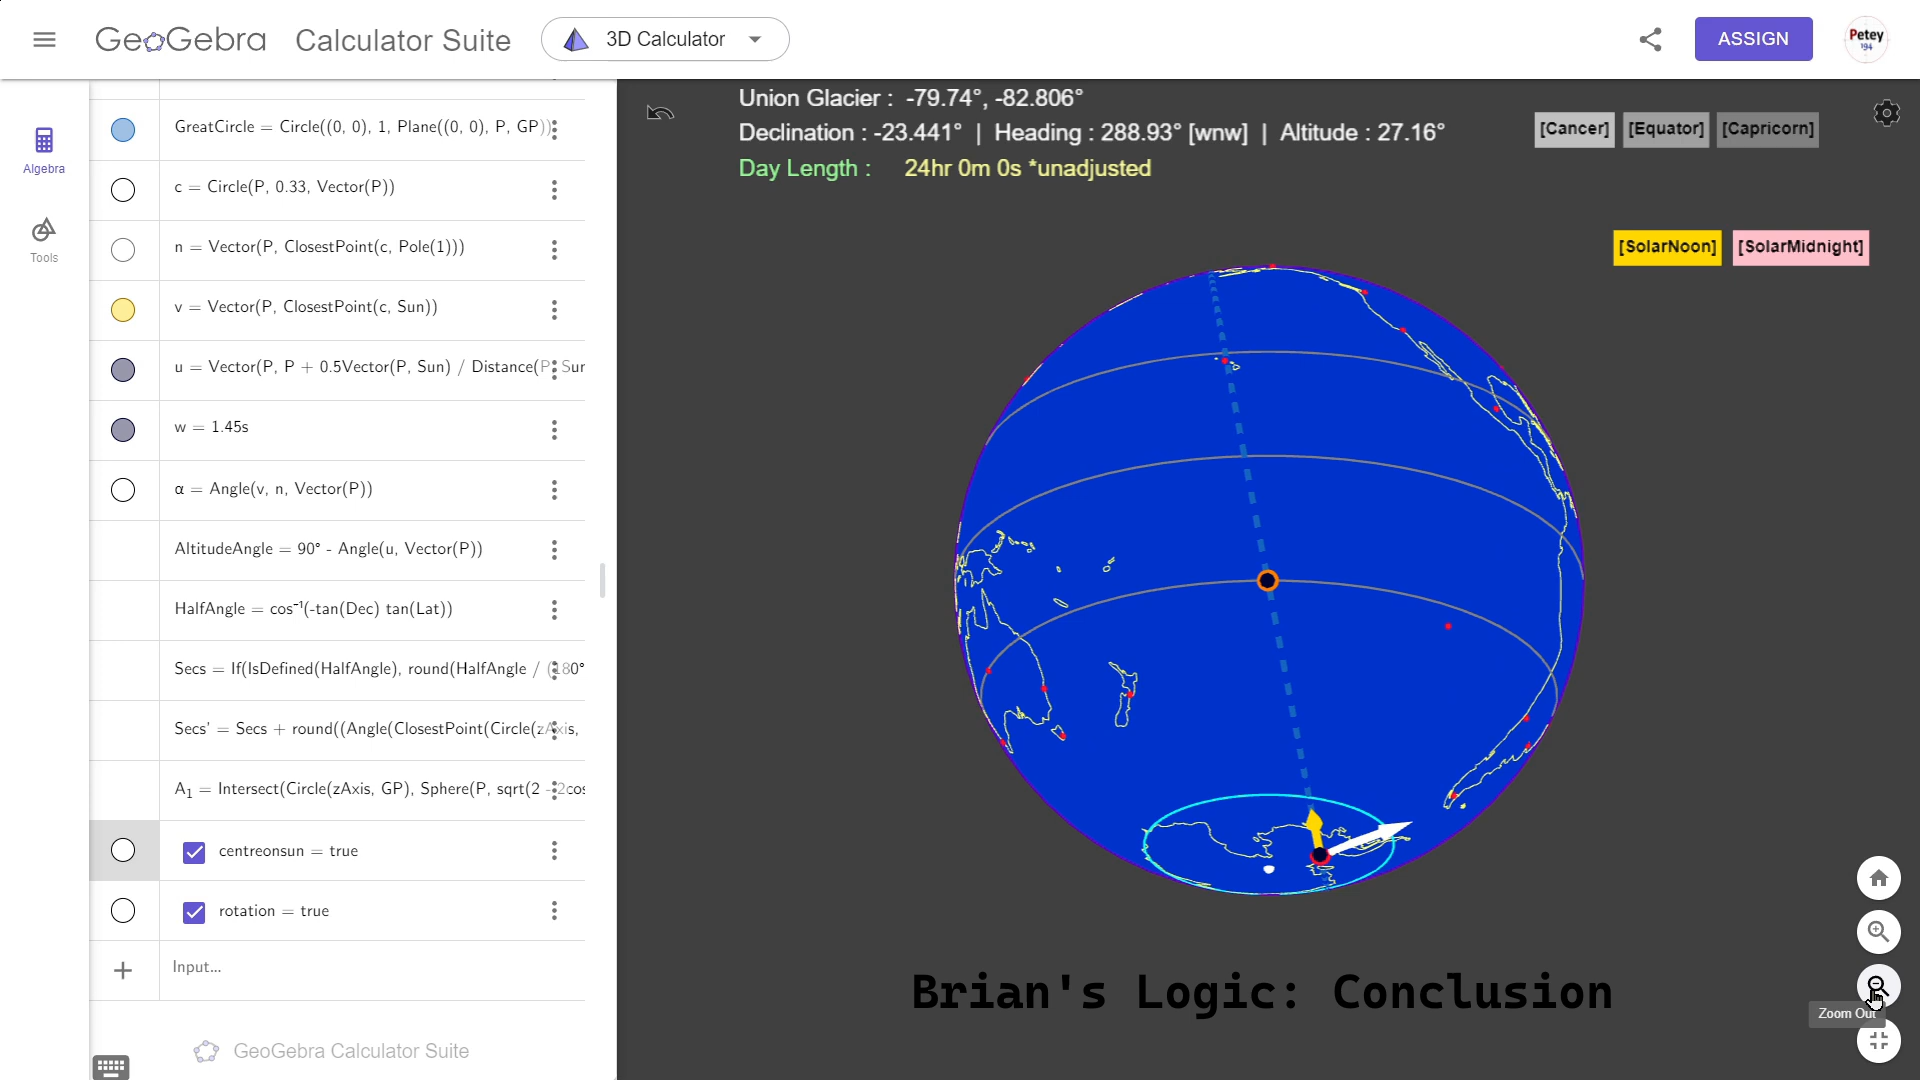 GeoGebra Calculator Suite 3D Calculator ASSIGN Petey 194
Algebra
Tools
GreatCircle = Circle((0, 0), 1, Plane((0, 0), P, GP))
c = Circle(P, 0.33, Vector(P))
n = Vector(P, ClosestPoint(c, Pole(1)))
v = Vector(P, ClosestPoint(c, Sun))
u = Vector(P, P + 0.5Vector(P, Sun) / Distance(P, Sun
w = 1.45s
α = Angle(v, n, Vector(P))
AltitudeAngle = 90° - Angle(u, Vector(P))
HalfAngle = cos⁻¹(-tan(Dec) tan(Lat))
Secs = If(IsDefined(HalfAngle), round(HalfAngle / (180°
Secs' = Secs + round((Angle(ClosestPoint(Circle(zAxis,
A₁ = Intersect(Circle(zAxis, GP), Sphere(P, sqrt(2 - 2cos
centreonsun = true
rotation = true
+ Input...
GeoGebra Calculator Suite
Union Glacier : -79.74°, -82.806°
Declination : -23.441° | Heading : 288.93° [wnw] | Altitude : 27.16°
Day Length : 24hr 0m 0s *unadjusted
[Cancer] [Equator] [Capricorn]
[SolarNoon] [SolarMidnight]
Brian's Logic: Conclusion
Zoom Out